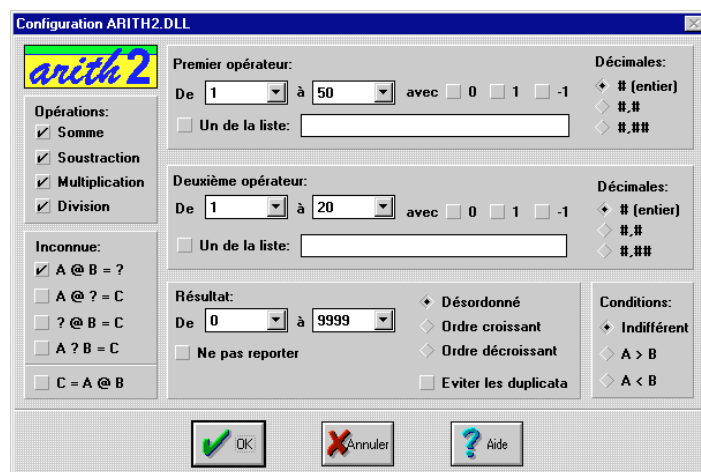 Configuration ARITH2.DLL
arith 2
Opérations:
Somme
Soustraction
Multiplication
Division
Inconnue:
A @ B = ?
A @ ? = C
? @ B = C
A ? B = C
C = A @ B
Premier opérateur:
De 1 à 50 avec 0 1 -1
Un de la liste:
Décimales:
# (entier)
#,#
#,##
Deuxième opérateur:
De 1 à 20 avec 0 1 -1
Un de la liste:
Décimales:
# (entier)
#,#
#,##
Résultat:
De 0 à 9999
Ne pas reporter
Désordonné
Ordre croissant
Ordre décroissant
Eviter les duplicata
Conditions:
Indifférent
A > B
A < B
OK
Annuler
Aide